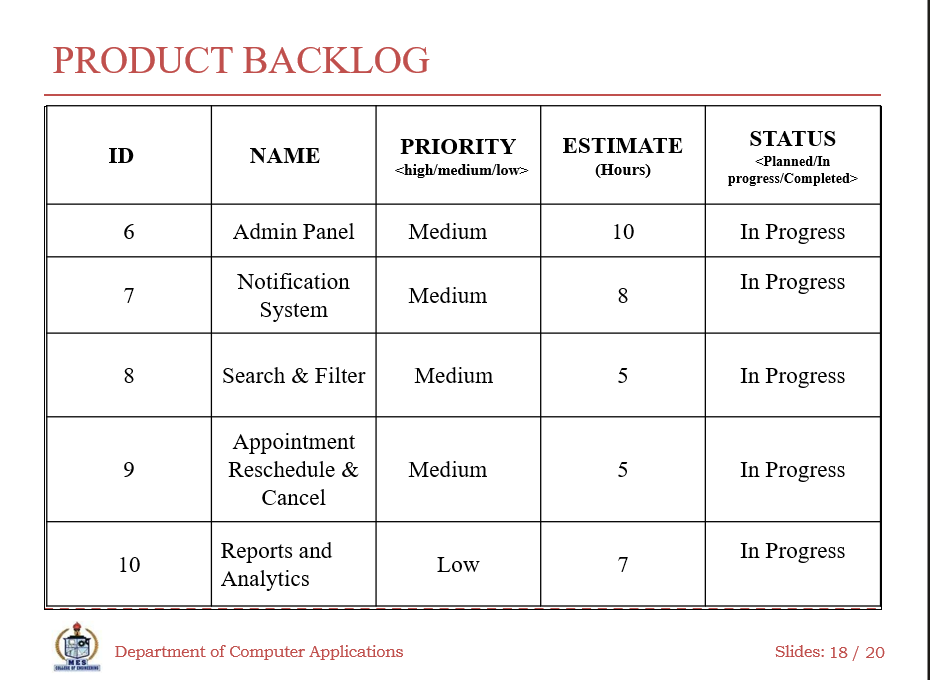 PRODUCT BACKLOG
ID
NAME
PRIORITY
<high/medium/low>
ESTIMATE
(Hours)
STATUS
<Planned/In
progress/Completed>
6
Admin Panel
Medium
10
In Progress
7
Notification
System
Medium
8
In Progress
8
Search & Filter
Medium
5
In Progress
9
Appointment
Reschedule &
Cancel
Medium
5
In Progress
10
Reports and
Analytics
Low
7
In Progress
MES
COLLEGE OF ENGINEERING
Department of Computer Applications
Slides: 18 / 20